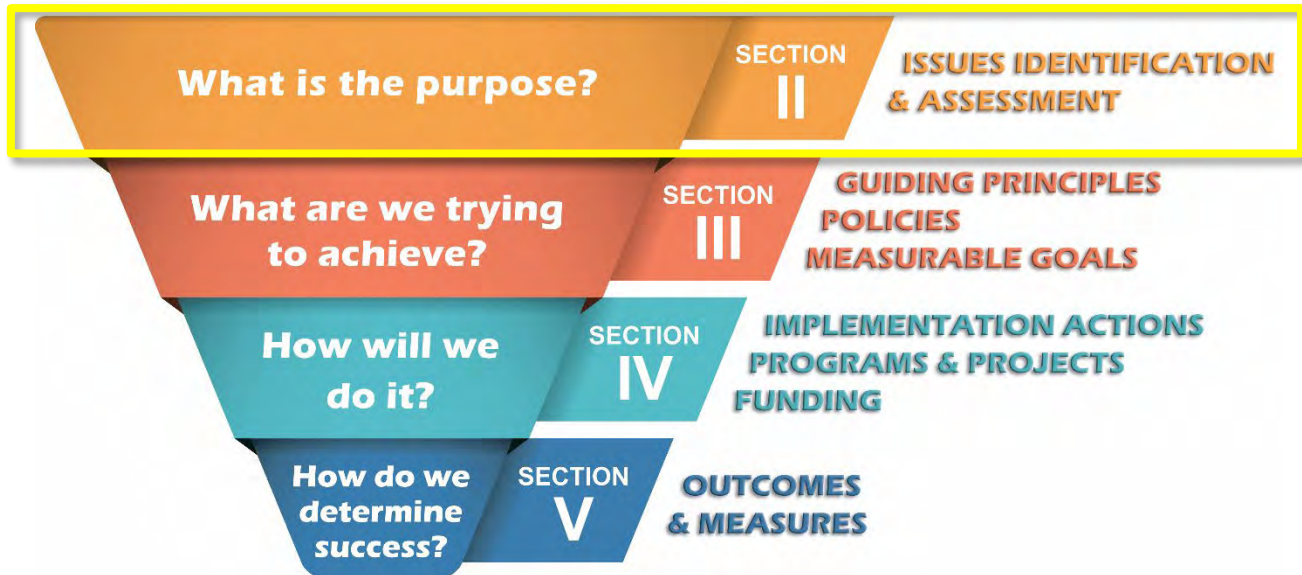 What is the purpose?
SECTION
II
ISSUES IDENTIFICATION
& ASSESSMENT
What are we trying
to achieve?
SECTION
III
GUIDING PRINCIPLES
POLICIES
MEASURABLE GOALS
How will we
do it?
SECTION
IV
IMPLEMENTATION ACTIONS
PROGRAMS & PROJECTS
FUNDING
How do we
determine
success?
SECTION
V
OUTCOMES
& MEASURES